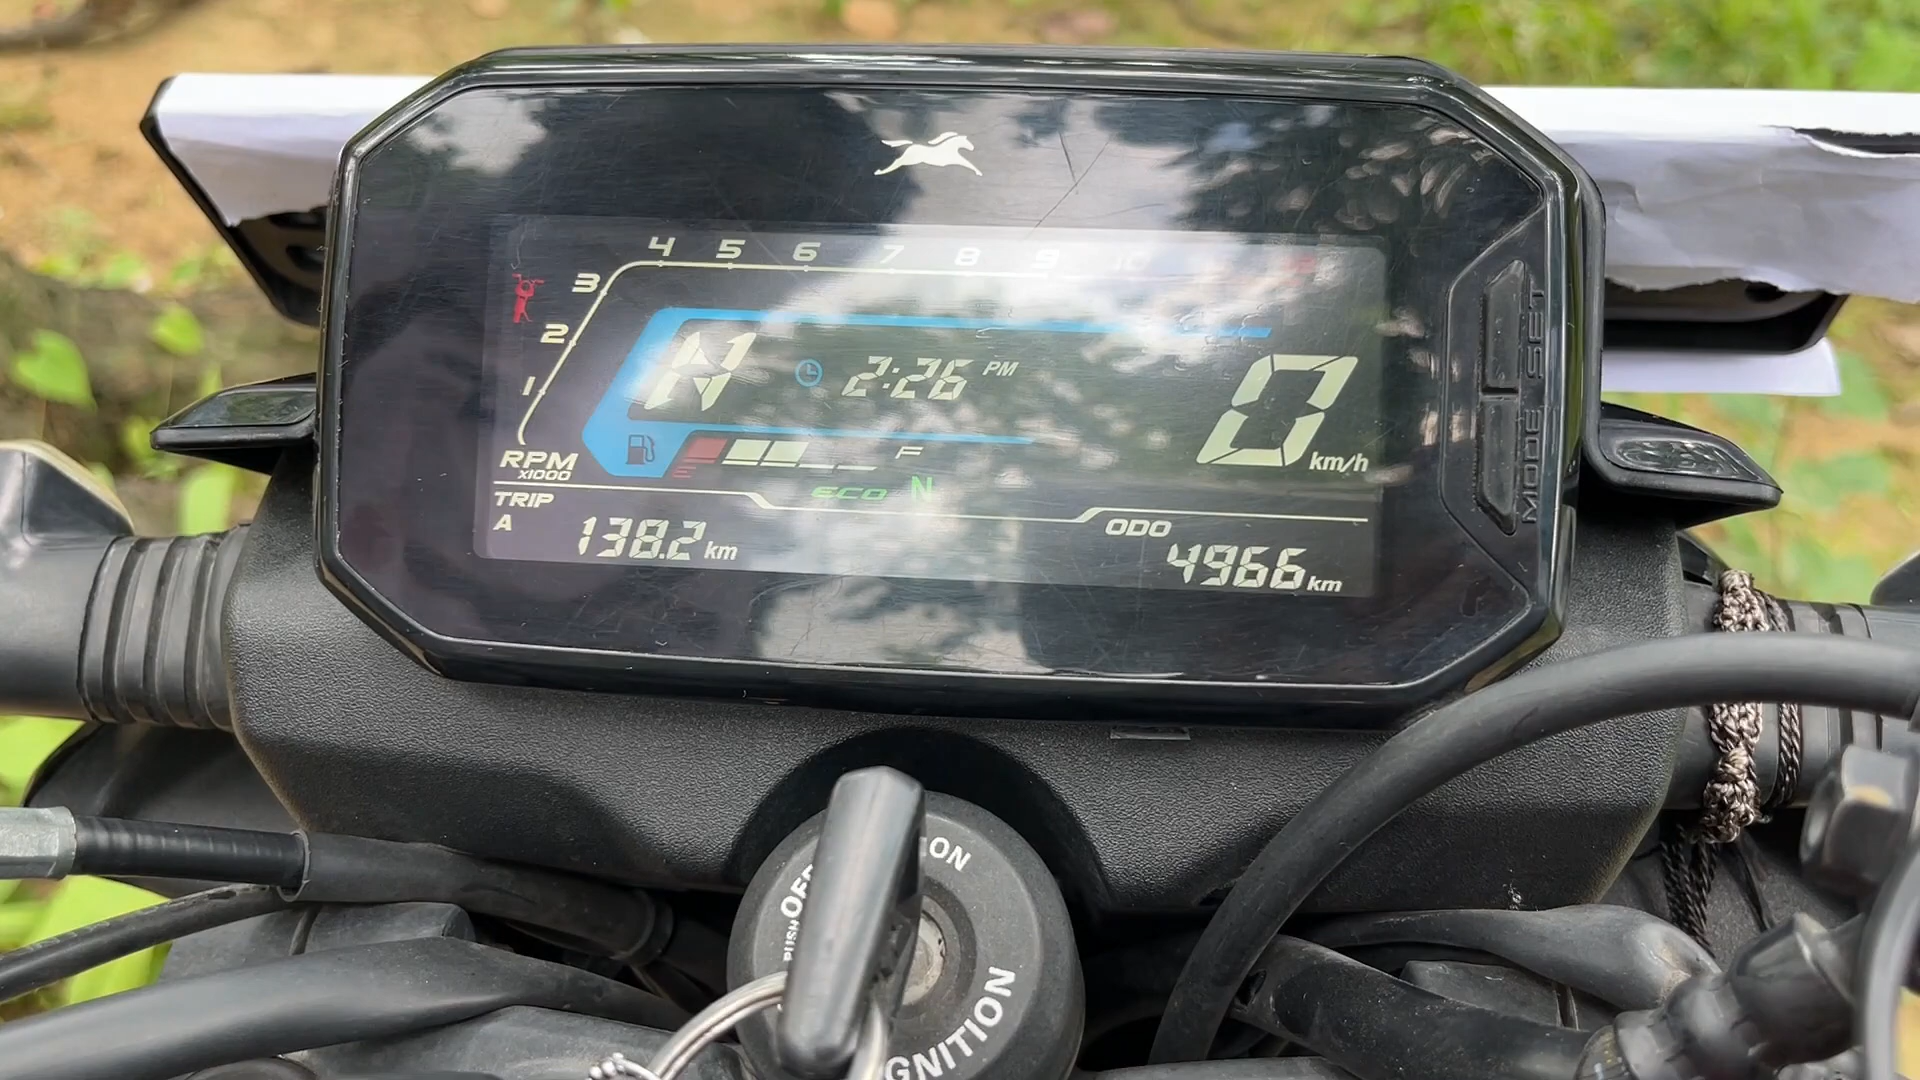 4 5 6 7 8 9 10
3
2
1
N 2:26 PM
0 km/h
RPM
x1000
E F
ECO N
TRIP
A 138.2 km
ODO
4966 km
MODE SET
ON
OFF
PUSH
IGNITION